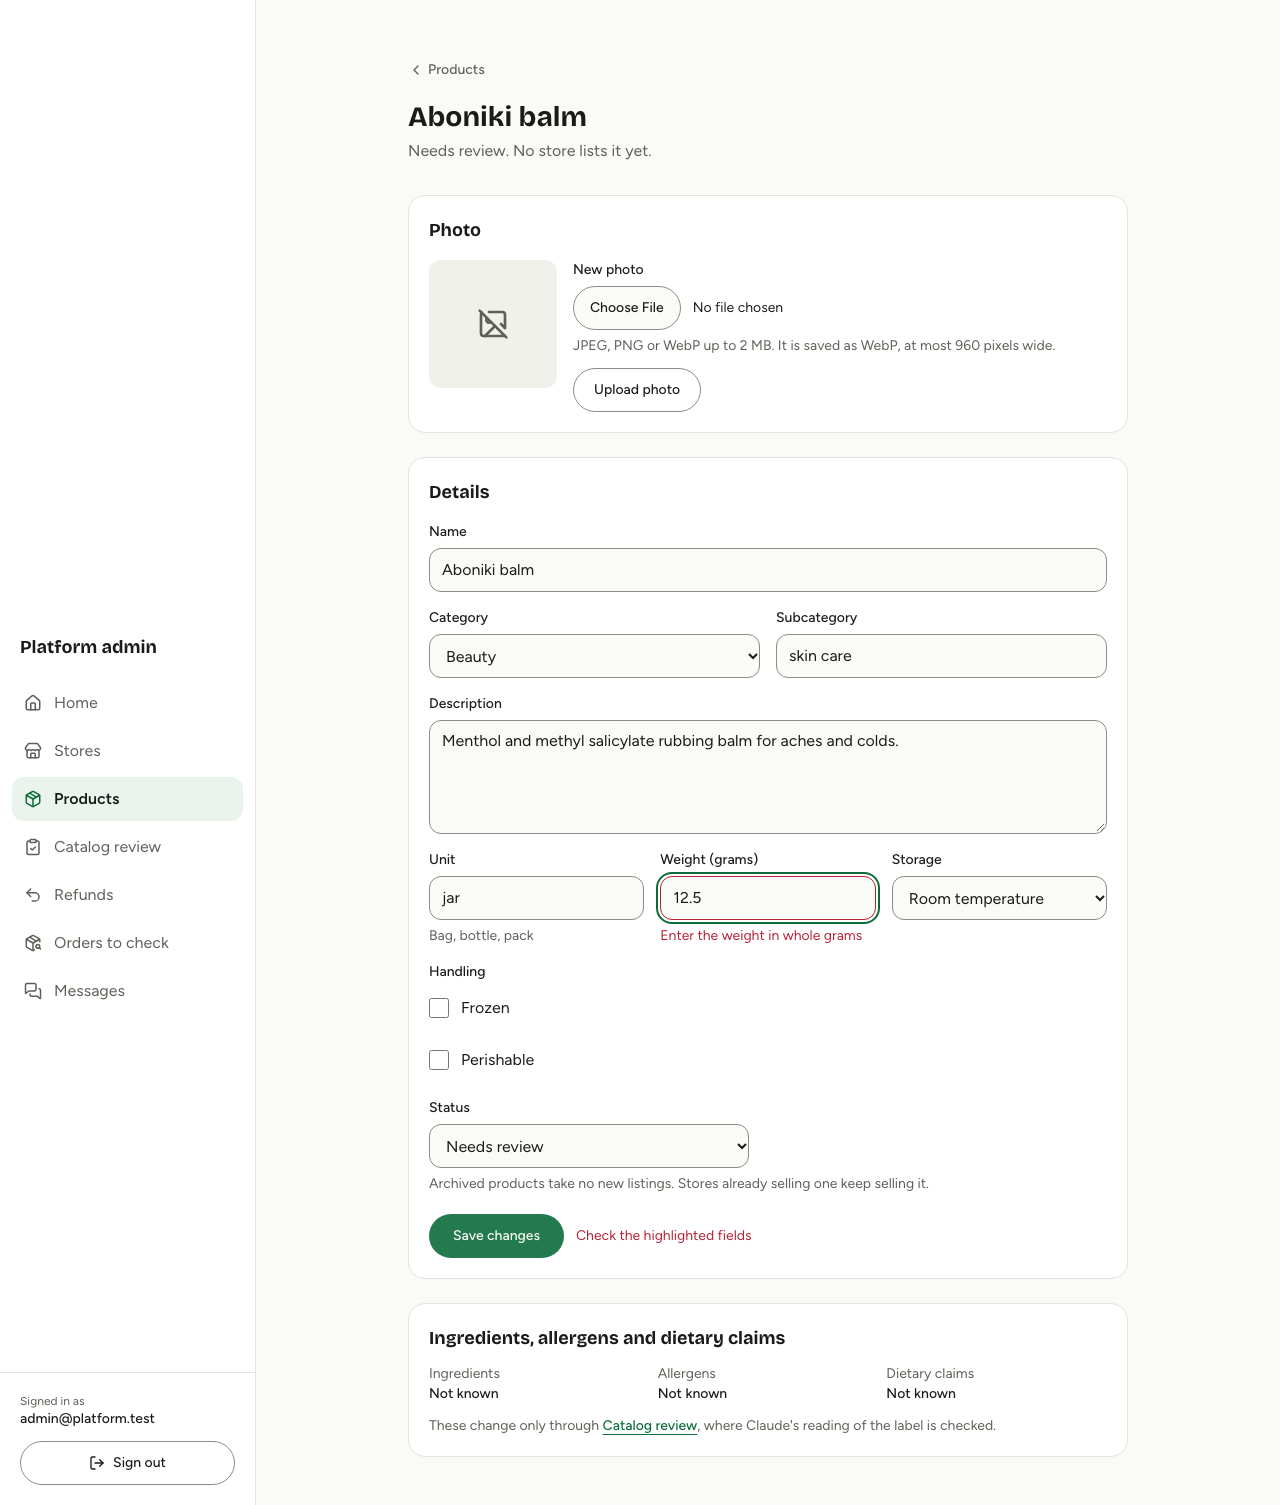 Platform admin
Home
Stores
Products
Catalog review
Refunds
Orders to check
Messages
Signed in as
admin@platform.test
Sign out
Products
Aboniki balm
Needs review. No store lists it yet.
Photo
New photo
Choose File No file chosen
JPEG, PNG or WebP up to 2 MB. It is saved as WebP, at most 960 pixels wide.
Upload photo
Details
Name
Aboniki balm
Category Subcategory
Beauty skin care
Description
Menthol and methyl salicylate rubbing balm for aches and colds.
Unit Weight (grams) Storage
jar 12.5 Room temperature
Bag, bottle, pack Enter the weight in whole grams
Handling
Frozen
Perishable
Status
Needs review
Archived products take no new listings. Stores already selling one keep selling it.
Save changes Check the highlighted fields
Ingredients, allergens and dietary claims
Ingredients Allergens Dietary claims
Not known Not known Not known
These change only through Catalog review, where Claude's reading of the label is checked.